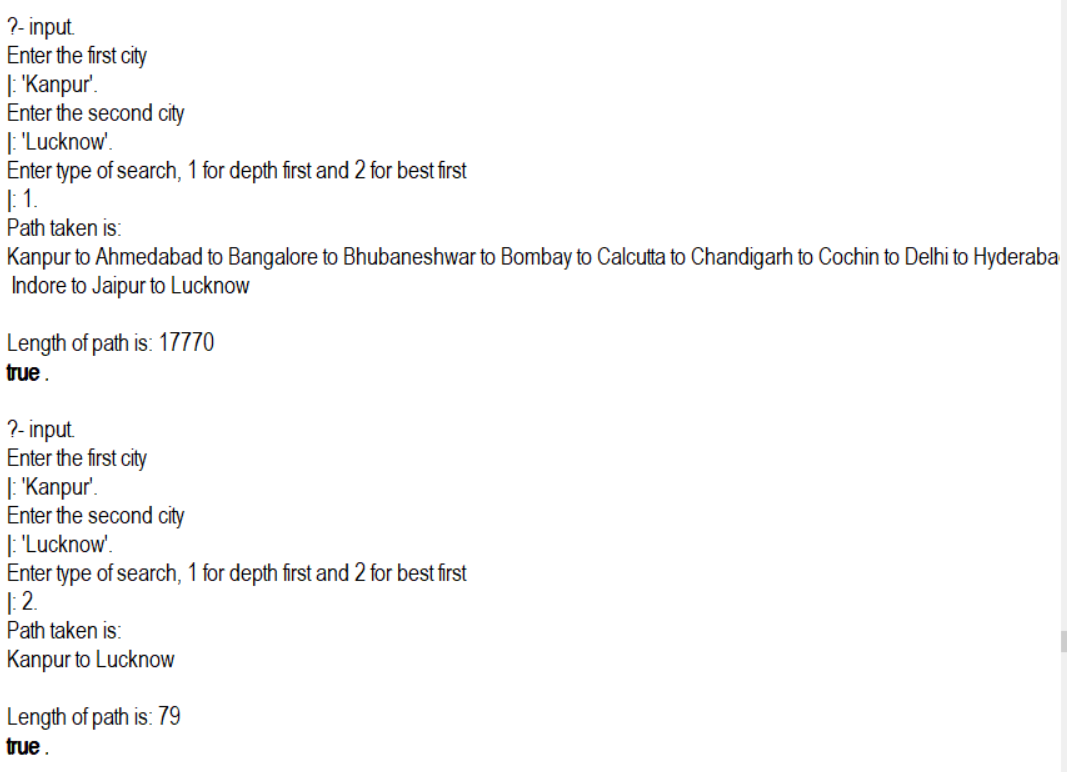 ?- input.
Enter the first city
|: 'Kanpur'.
Enter the second city
|: 'Lucknow'.
Enter type of search, 1 for depth first and 2 for best first
|: 1.
Path taken is:
Kanpur to Ahmedabad to Bangalore to Bhubaneshwar to Bombay to Calcutta to Chandigarh to Cochin to Delhi to Hyderaba
Indore to Jaipur to Lucknow
Length of path is: 17770
true .
?- input.
Enter the first city
|: 'Kanpur'.
Enter the second city
|: 'Lucknow'.
Enter type of search, 1 for depth first and 2 for best first
|: 2.
Path taken is:
Kanpur to Lucknow
Length of path is: 79
true .